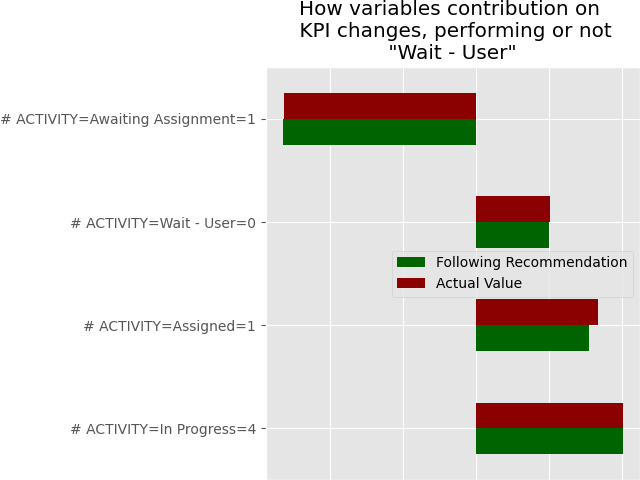 How variables contribution on
KPI changes, performing or not
"Wait - User"
# ACTIVITY=Awaiting Assignment=1
# ACTIVITY=Wait - User=0
Following Recommendation
Actual Value
# ACTIVITY=Assigned=1
# ACTIVITY=In Progress=4